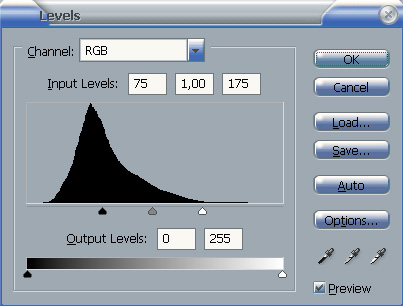 Levels
Channel: RGB
Input Levels: 75 1,00 175
Output Levels: 0 255
OK
Cancel
Load...
Save...
Auto
Options...
Preview